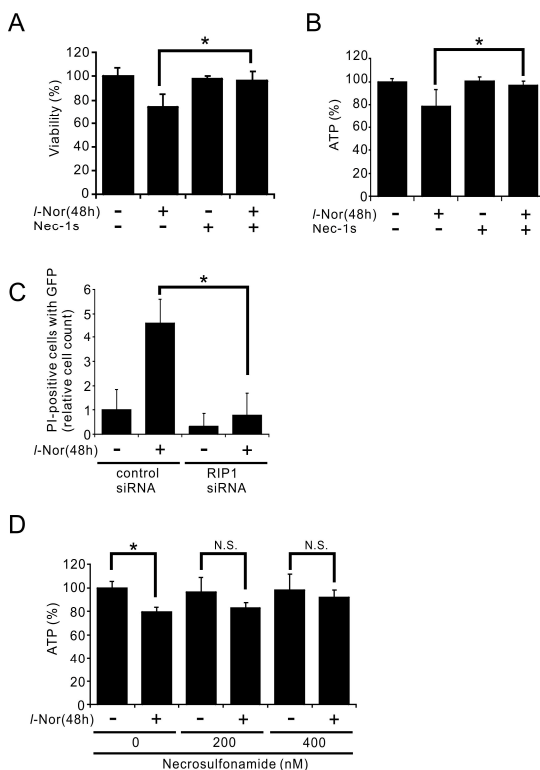 A
*
Viability (%)
120
100
80
60
40
20
0
l-Nor(48h) - + - +
Nec-1s - - + +
B
*
ATP (%)
120
100
80
60
40
20
0
l-Nor(48h) - + - +
Nec-1s - - + +
C
*
PI-positive cells with GFP
(relative cell count)
6
5
4
3
2
1
0
l-Nor(48h) - + - +
control siRNA
RIP1 siRNA
D
* N.S. N.S.
ATP (%)
120
100
80
60
40
20
0
l-Nor(48h) - + - + - +
0 200 400
Necrosulfonamide (nM)